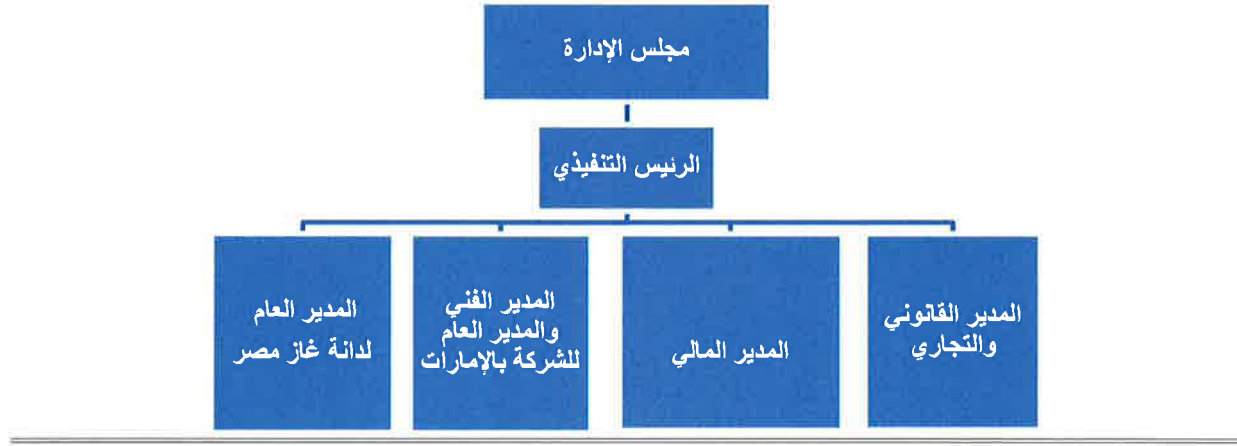 مجلس الإدارة
الرئيس التنفيذي
المدير القانوني
والتجاري
المدير المالي
المدير الفني
والمدير العام
للشركة بالإمارات
المدير العام
لدانة غاز مصر